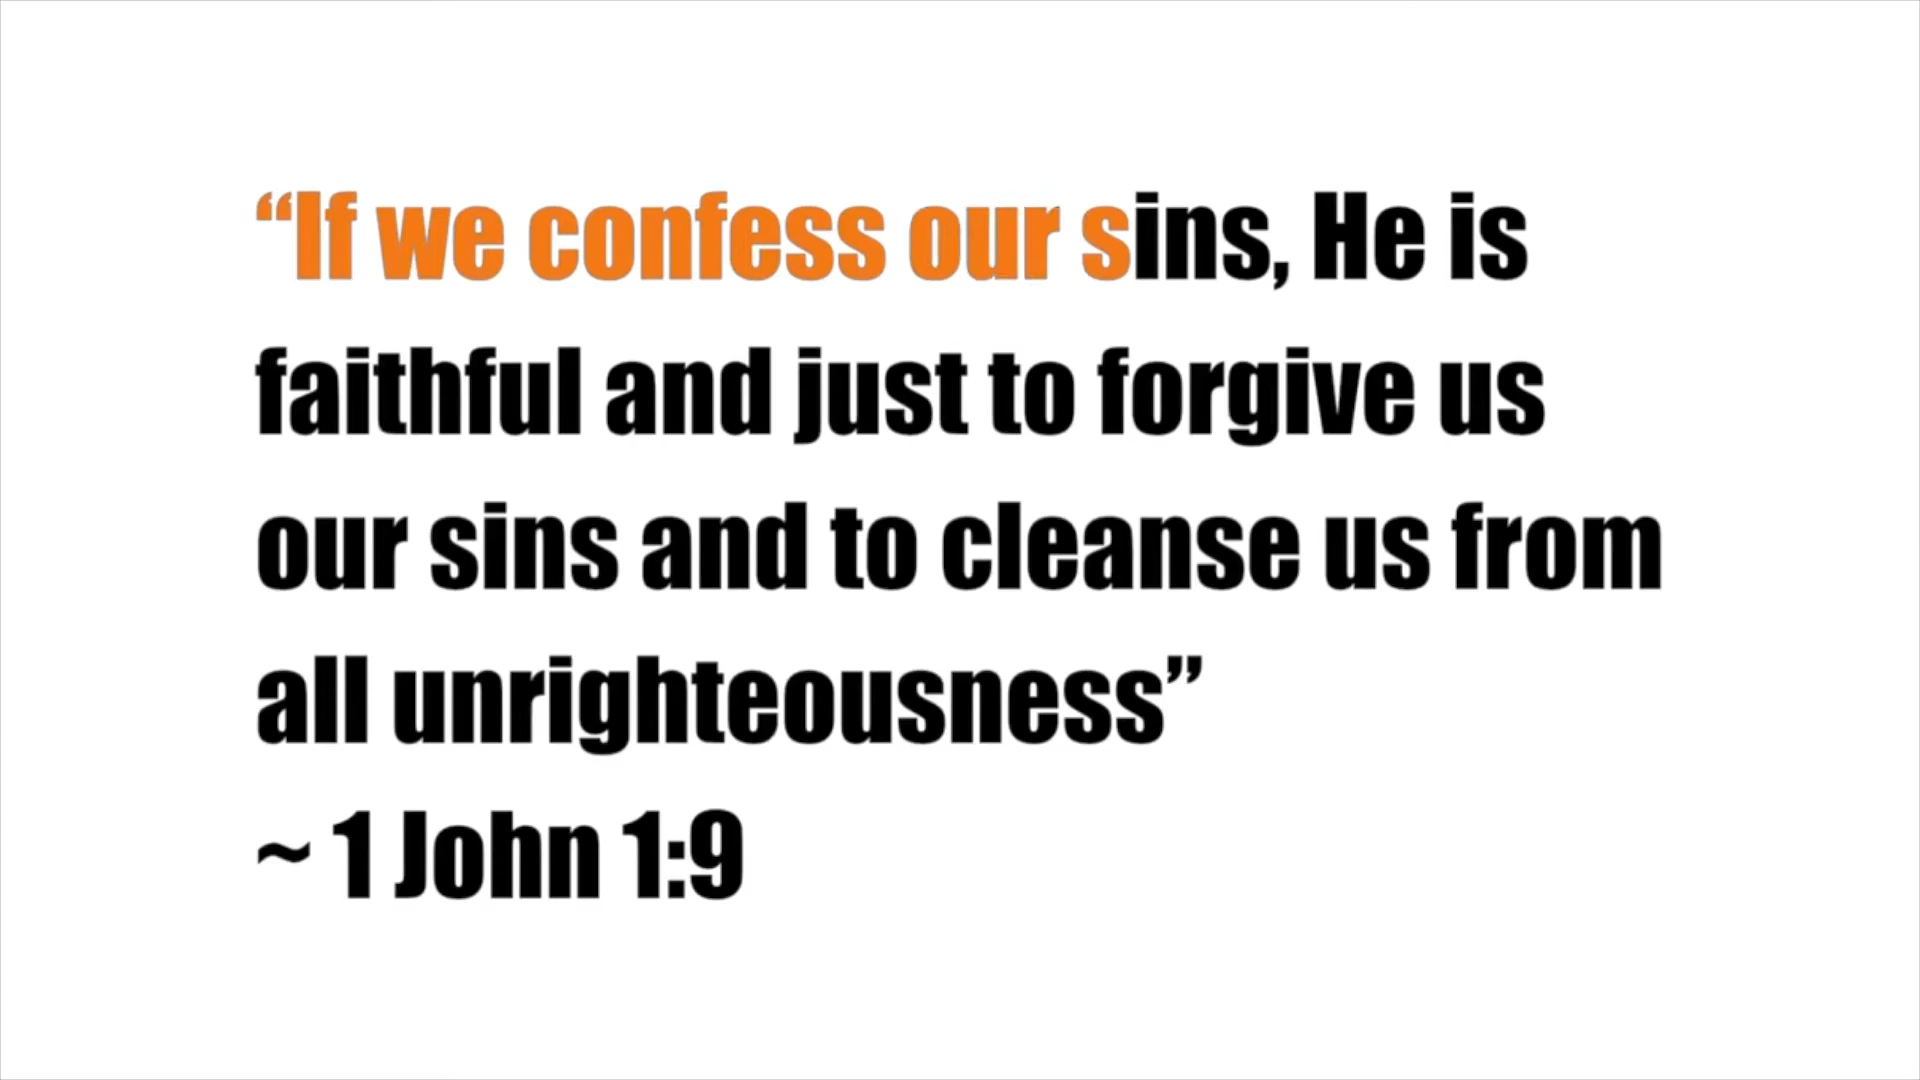 “If we confess our sins, He is
faithful and just to forgive us
our sins and to cleanse us from
all unrighteousness”
~ 1 John 1:9